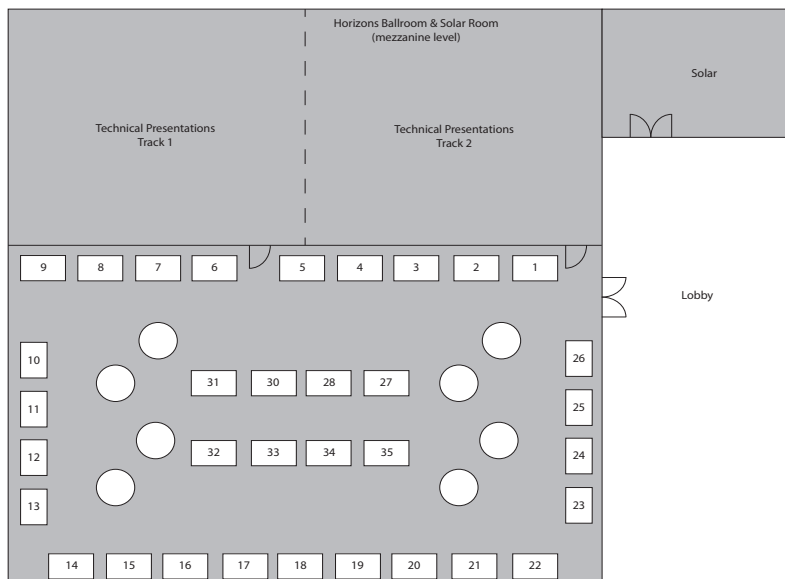 Horizons Ballroom & Solar Room
(mezzanine level)
Solar
Technical Presentations
Track 1
Technical Presentations
Track 2
9 8 7 6 5 4 3 2 1
Lobby
10
26
31 30 28 27
11
25
32 33 34 35
12
24
13
23
14 15 16 17 18 19 20 21 22